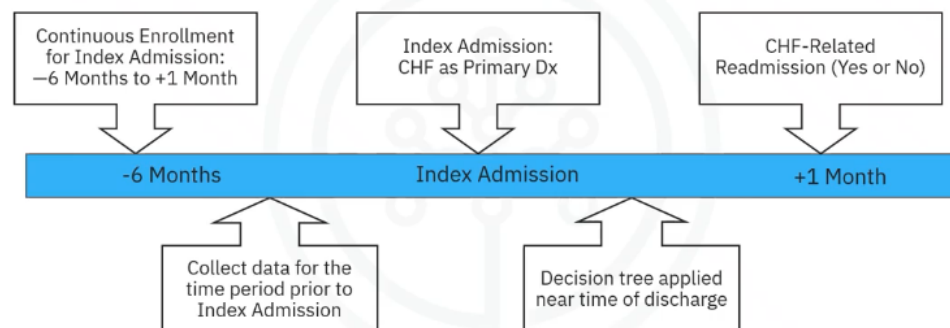 Continuous Enrollment
for Index Admission:
—6 Months to +1 Month
Index Admission:
CHF as Primary Dx
CHF-Related
Readmission (Yes or No)
-6 Months
Index Admission
+1 Month
Collect data for the
time period prior to
Index Admission
Decision tree applied
near time of discharge